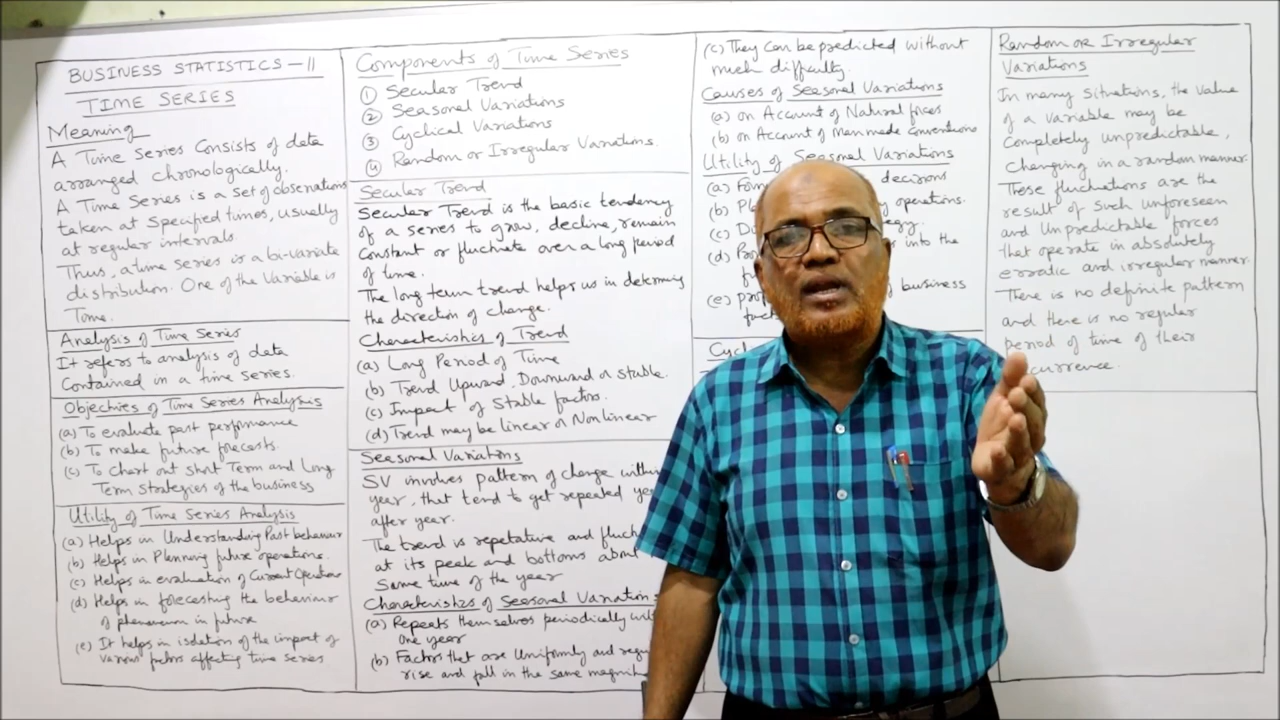 BUSINESS STATISTICS - II
TIME SERIES
Meaning
A Time Series Consists of data
arranged chronologically.
A Time Series is a set of observations
taken at Specified times, usually
at regular intervals
Thus, a time series is a bi-variate
distribution. One of the Variable is
Time.
Analysis of Time Series
It refers to analysis of data
Contained in a time series.
Objectives of Time Series Analysis
(a) To evaluate past performance
(b) To make future forecasts
(c) To Chart out short Term and Long
Term strategies of the business
Utility of Time Series Analysis
(a) Helps in Understanding Past behaviour
(b) Helps in Planning future operations.
(c) Helps in evaluation of Current Operations
(d) Helps in forecasting the behaviour
of phenomenon in future
(e) It helps in isolation of the impact of
various factors affecting time series
Components of Time Series
① Secular Trend
② Seasonal Variations
③ Cyclical Variations
④ Random or Irregular Variations.
Secular Trend
Secular Trend is the basic tendency
of a series to grow, decline, remain
Constant or fluctuate over a long period
of time.
The long term trend helps us in determing
the direction of change.
Characteristics of Trend
(a) Long Period of Time
(b) Trend Upward, Downward or Stable.
(c) Impact of Stable factors.
(d) Trend may be linear or Nonlinear
Seasonal Variations
SV involves pattern of change within
year, that tend to get repeated
after year.
The trend is repetative and
at its peak and bottoms about
Same time of the year
Characteristics of Seasonal Variation
(a) Repeats themselves periodically
one year
(b) Factors that are Uniformly and
rise and fall in the same
(c) They can be predicted without
much difficulty
Causes of Seasonal Variations
(a) on Account of Natural forces
(b) on Account of Man made Conventions
Utility of Seasonal Variations
(a) decisions
(b) operations.
(c)
(d) into the
(e) business
Random or Irregular
Variations
In many Situations, the value
of a variable may be
Completely unpredictable,
changing in a random manner.
These fluctuations are the
result of such unforeseen
and Unpredictable forces
that operate in absolutely
erratic and irregular manner.
There is no definite pattern
and there is no regular
period of time of their